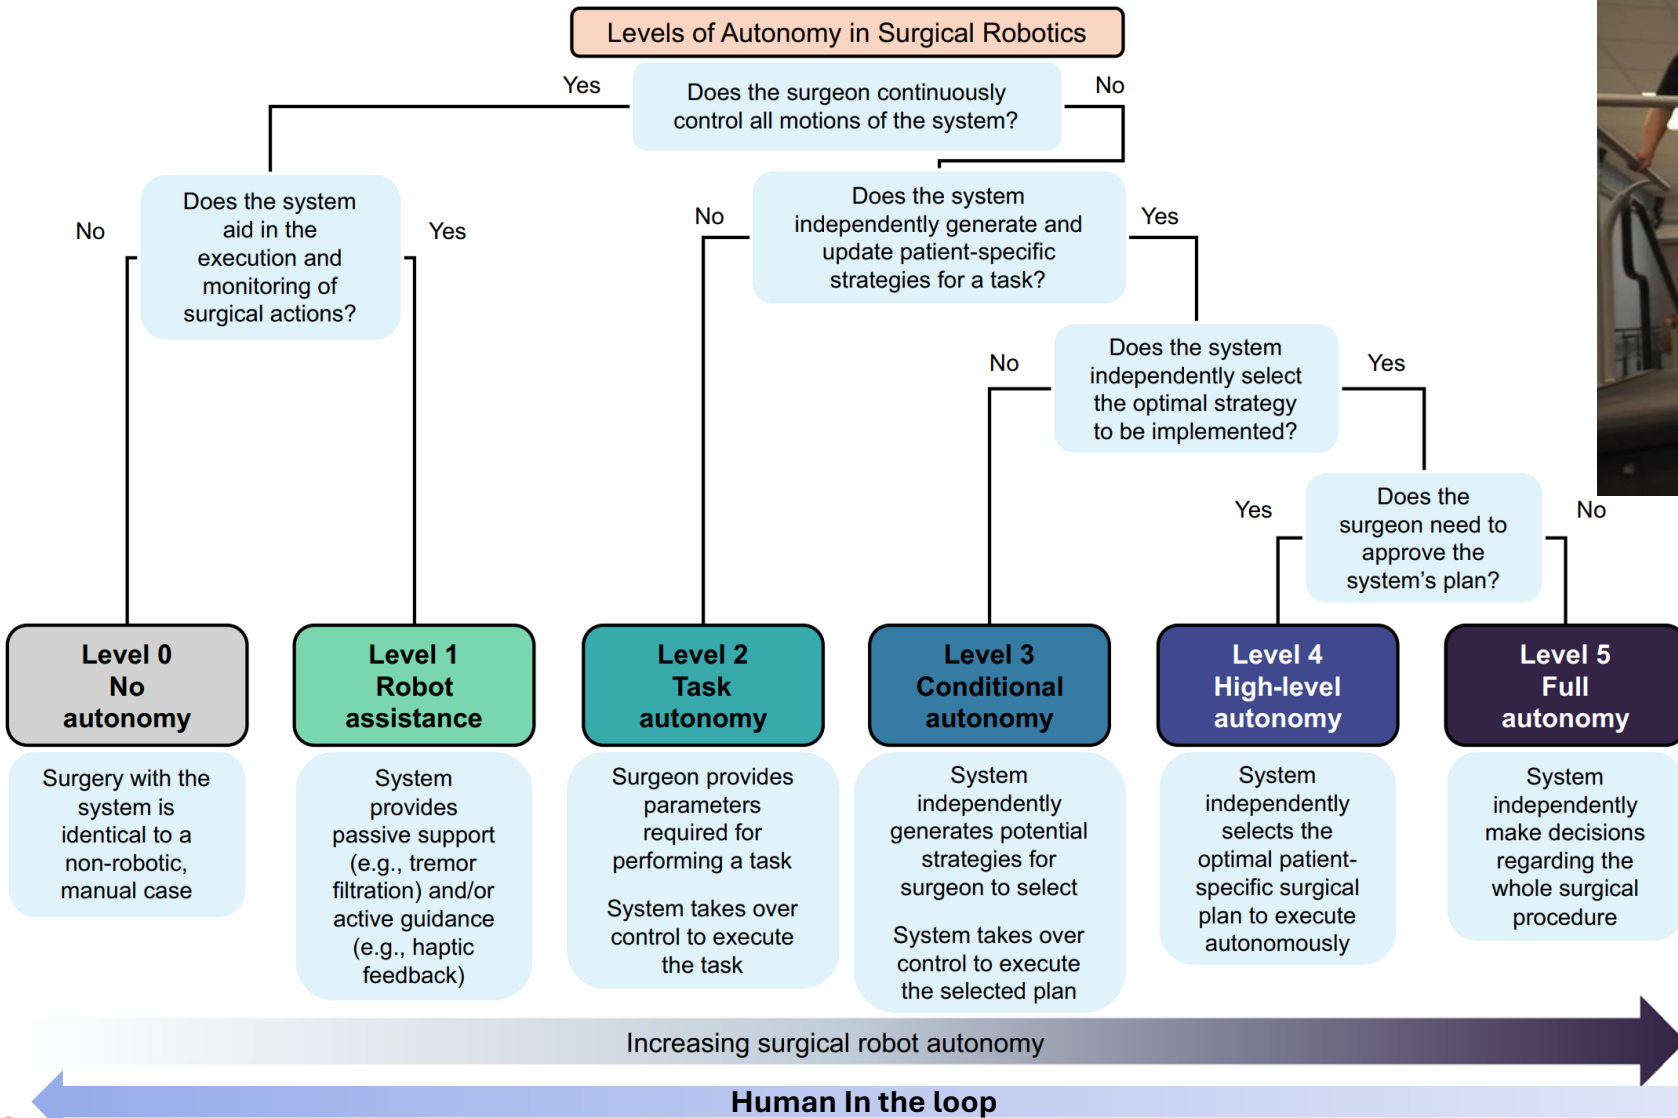 Levels of Autonomy in Surgical Robotics
Yes
Does the surgeon continuously
control all motions of the system?
No
No
Does the system
aid in the
execution and
monitoring of
surgical actions?
Yes
No
Does the system
independently generate and
update patient-specific
strategies for a task?
Yes
No
Does the system
independently select
the optimal strategy
to be implemented?
Yes
Yes
Does the
surgeon need to
approve the
system’s plan?
No
Level 0
No
autonomy
Surgery with the
system is
identical to a
non-robotic,
manual case
Level 1
Robot
assistance
System
provides
passive support
(e.g., tremor
filtration) and/or
active guidance
(e.g., haptic
feedback)
Level 2
Task
autonomy
Surgeon provides
parameters
required for
performing a task
System takes over
control to execute
the task
Level 3
Conditional
autonomy
System
independently
generates potential
strategies for
surgeon to select
System takes over
control to execute
the selected plan
Level 4
High-level
autonomy
System
independently
selects the
optimal patient-
specific surgical
plan to execute
autonomously
Level 5
Full
autonomy
System
independently
make decisions
regarding the
whole surgical
procedure
Increasing surgical robot autonomy
Human In the loop